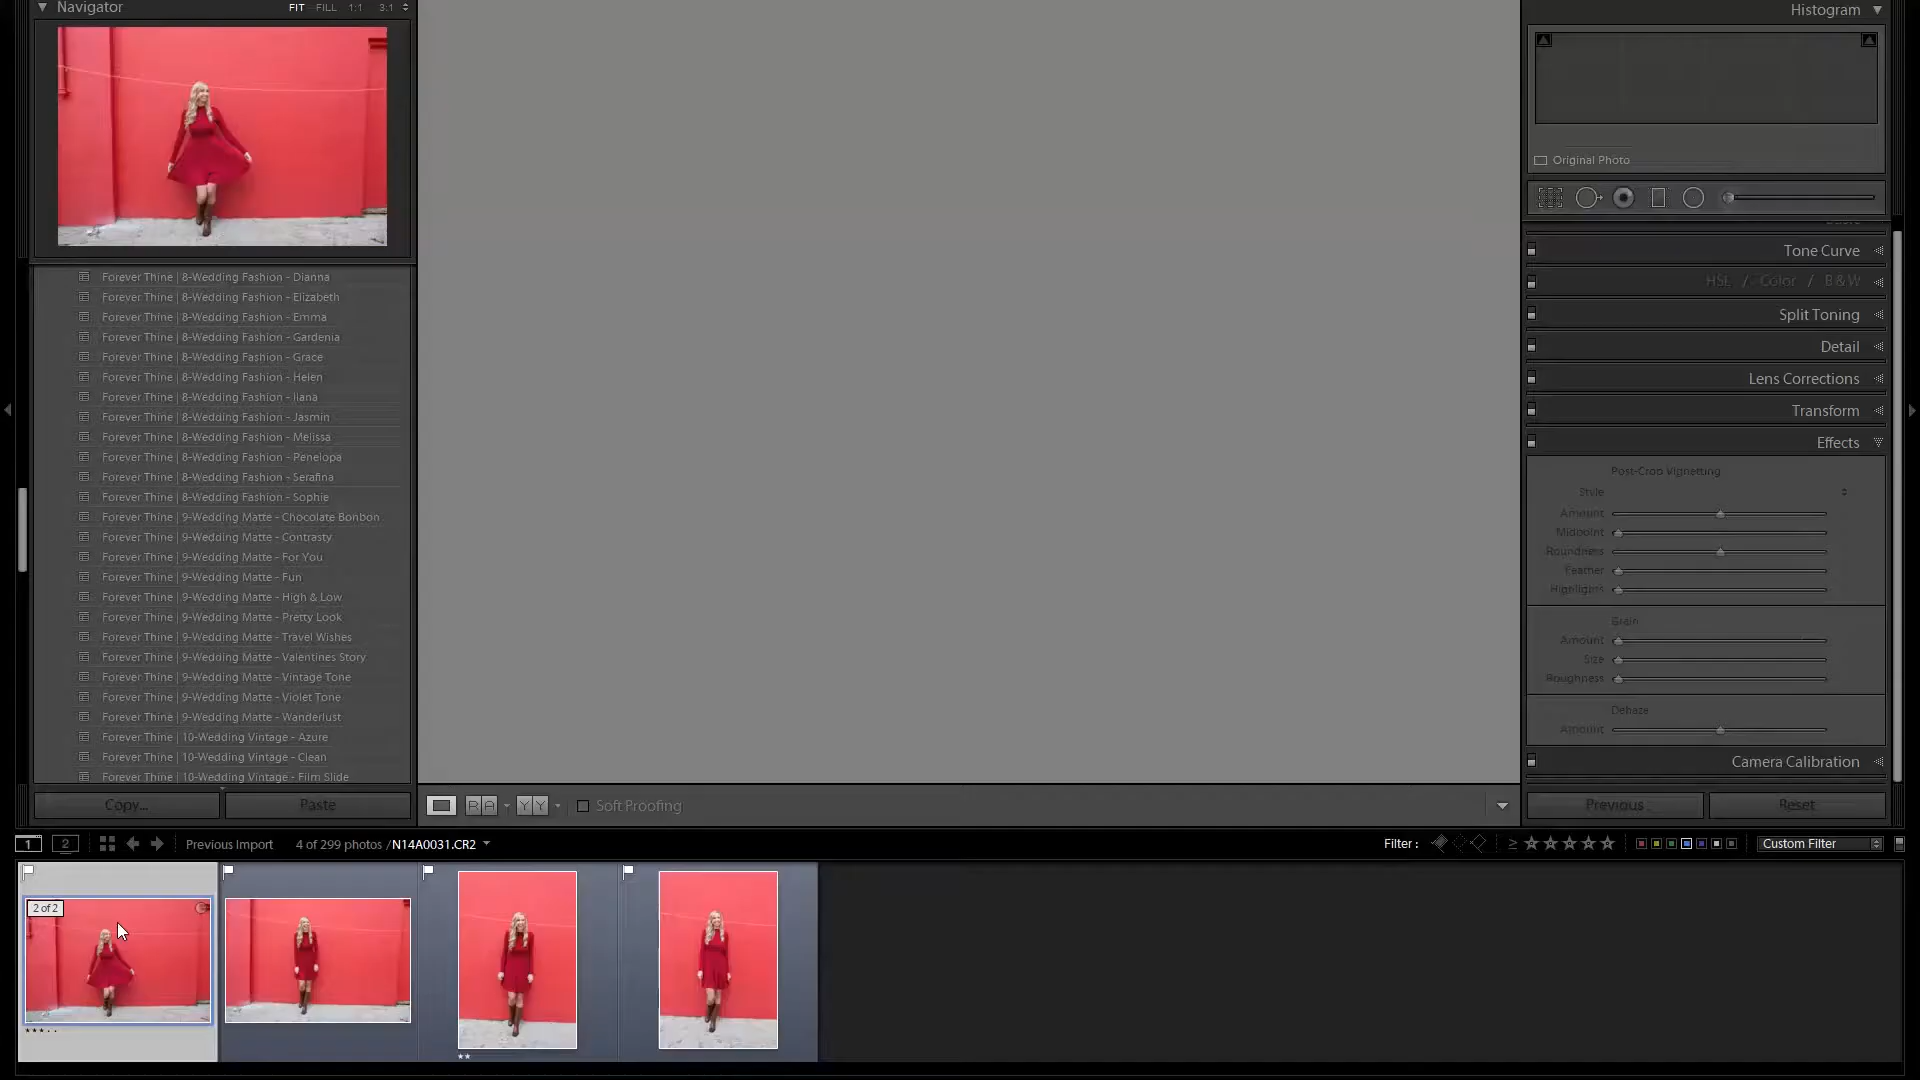 Navigator FIT FILL 1:1 3:1
Forever Thine | 8-Wedding Fashion - Dianna
Forever Thine | 8-Wedding Fashion - Elizabeth
Forever Thine | 8-Wedding Fashion - Emma
Forever Thine | 8-Wedding Fashion - Gardenia
Forever Thine | 8-Wedding Fashion - Grace
Forever Thine | 8-Wedding Fashion - Helen
Forever Thine | 8-Wedding Fashion - Iiana
Forever Thine | 8-Wedding Fashion - Jasmin
Forever Thine | 8-Wedding Fashion - Melissa
Forever Thine | 8-Wedding Fashion - Penelopa
Forever Thine | 8-Wedding Fashion - Serafina
Forever Thine | 8-Wedding Fashion - Sophie
Forever Thine | 9-Wedding Matte - Chocolate Bonbon
Forever Thine | 9-Wedding Matte - Contrasty
Forever Thine | 9-Wedding Matte - For You
Forever Thine | 9-Wedding Matte - Fun
Forever Thine | 9-Wedding Matte - High & Low
Forever Thine | 9-Wedding Matte - Pretty Look
Forever Thine | 9-Wedding Matte - Travel Wishes
Forever Thine | 9-Wedding Matte - Valentines Story
Forever Thine | 9-Wedding Matte - Vintage Tone
Forever Thine | 9-Wedding Matte - Violet Tone
Forever Thine | 9-Wedding Matte - Wanderlust
Forever Thine | 10-Wedding Vintage - Azure
Forever Thine | 10-Wedding Vintage - Clean
Forever Thine | 10-Wedding Vintage - Film Slide
Copy... Paste
R A Y Y Soft Proofing
Histogram
Original Photo
Tone Curve
HSL / Color / B & W
Split Toning
Detail
Lens Corrections
Transform
Effects
Post-Crop Vignetting
Style
Amount
Midpoint
Roundness
Feather
Highlights
Grain
Amount
Size
Roughness
Dehaze
Amount
Camera Calibration
Previous Reset
1 2 Previous Import 4 of 299 photos / N14A0031.CR2 Filter : ≥ Custom Filter
2 of 2